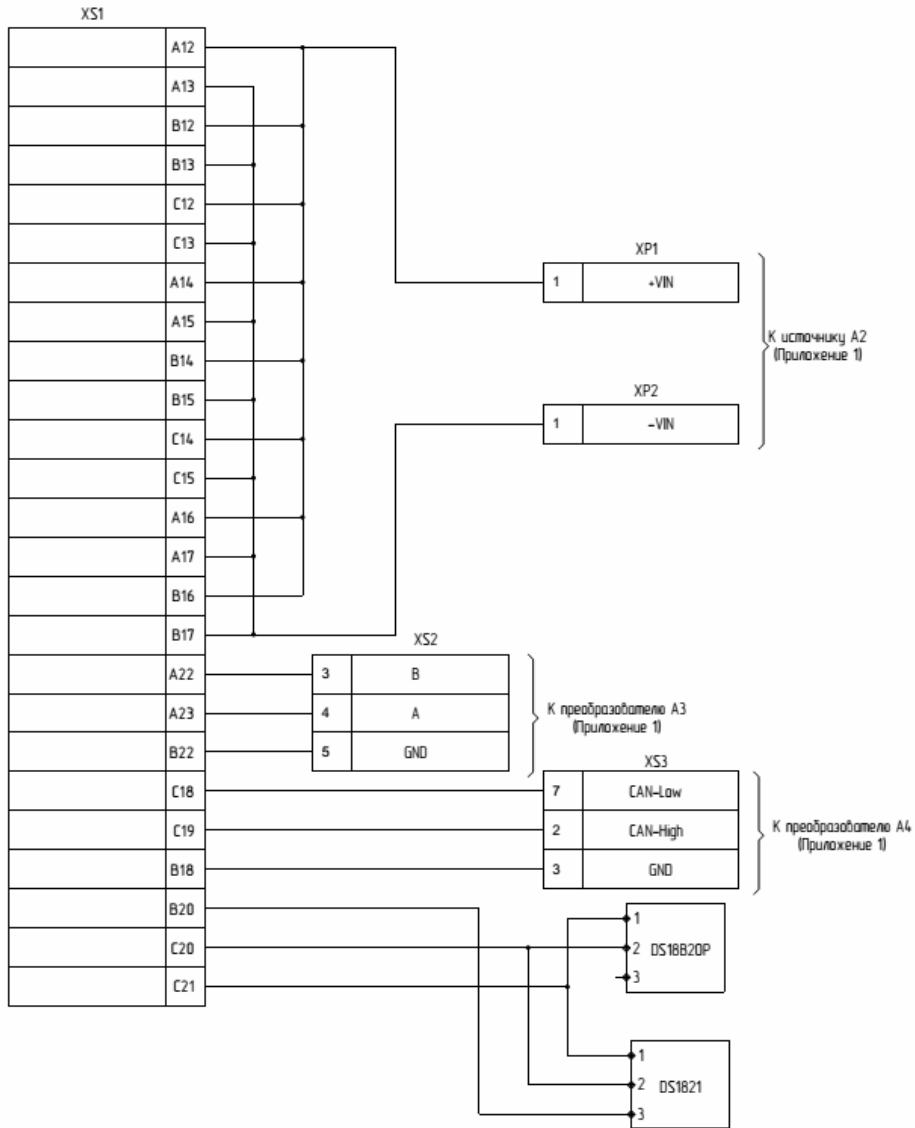 XS1
A12
A13
B12
B13
C12
C13
A14
A15
B14
B15
C14
C15
A16
A17
B16
B17
A22
A23
B22
C18
C19
B18
B20
C20
C21
XP1
1 +VIN
XP2
1 -VIN
К источнику А2
(Приложение 1)
XS2
3 B
4 A
5 GND
К преобразователю А3
(Приложение 1)
XS3
7 CAN-Low
2 CAN-High
3 GND
К преобразователю А4
(Приложение 1)
1
2 DS18B20P
3
1
2 DS1821
3